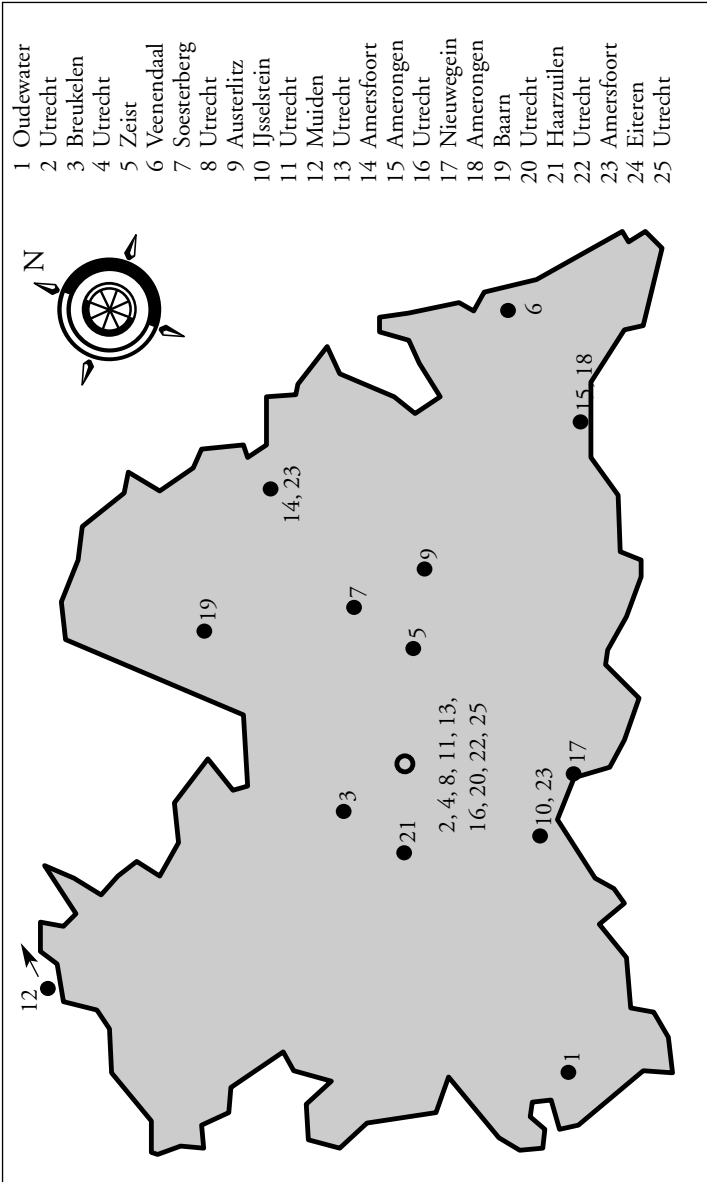 1 Oudewater
2 Utrecht
3 Breukelen
4 Utrecht
5 Zeist
6 Veenendaal
7 Soesterberg
8 Utrecht
9 Austerlitz
10 IJsselstein
11 Utrecht
12 Muiden
13 Utrecht
14 Amersfoort
15 Amerongen
16 Utrecht
17 Nieuwegein
18 Amerongen
19 Baarn
20 Utrecht
21 Haarzuilen
22 Utrecht
23 Amersfoort
24 Eiteren
25 Utrecht
N
12
19
14, 23
3
7
21
5
9
6
2, 4, 8, 11, 13,
16, 20, 22, 25
10, 23
17
15, 18
1